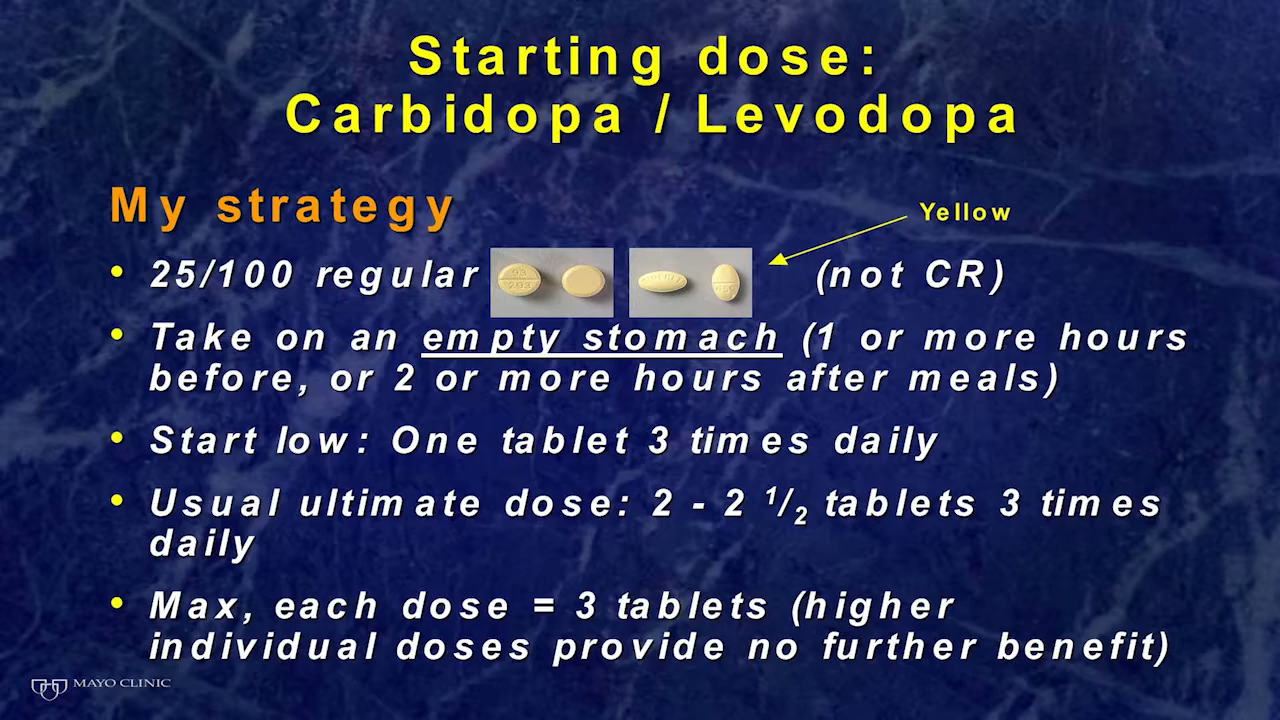 Starting dose:
Carbidopa / Levodopa
My strategy
Yellow
• 25/100 regular (not CR)
• Take on an empty stomach (1 or more hours
before, or 2 or more hours after meals)
• Start low: One tablet 3 times daily
• Usual ultimate dose: 2 - 2 1/2 tablets 3 times
daily
• Max, each dose = 3 tablets (higher
individual doses provide no further benefit)
MAYO CLINIC